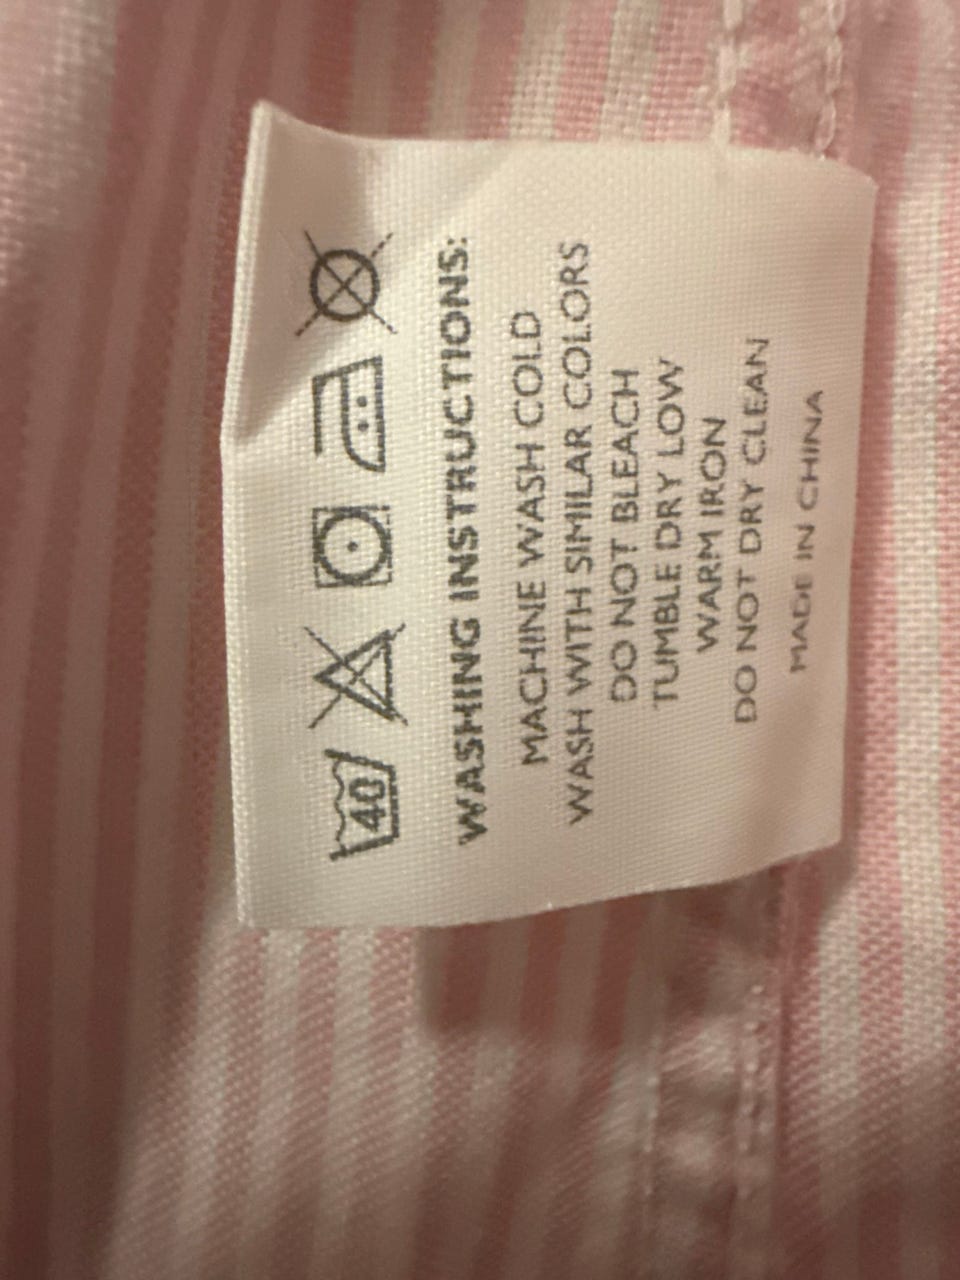 40
WASHING INSTRUCTIONS:
MACHINE WASH COLD
WASH WITH SIMILAR COLORS
DO NOT BLEACH
TUMBLE DRY LOW
WARM IRON
DO NOT DRY CLEAN
MADE IN CHINA